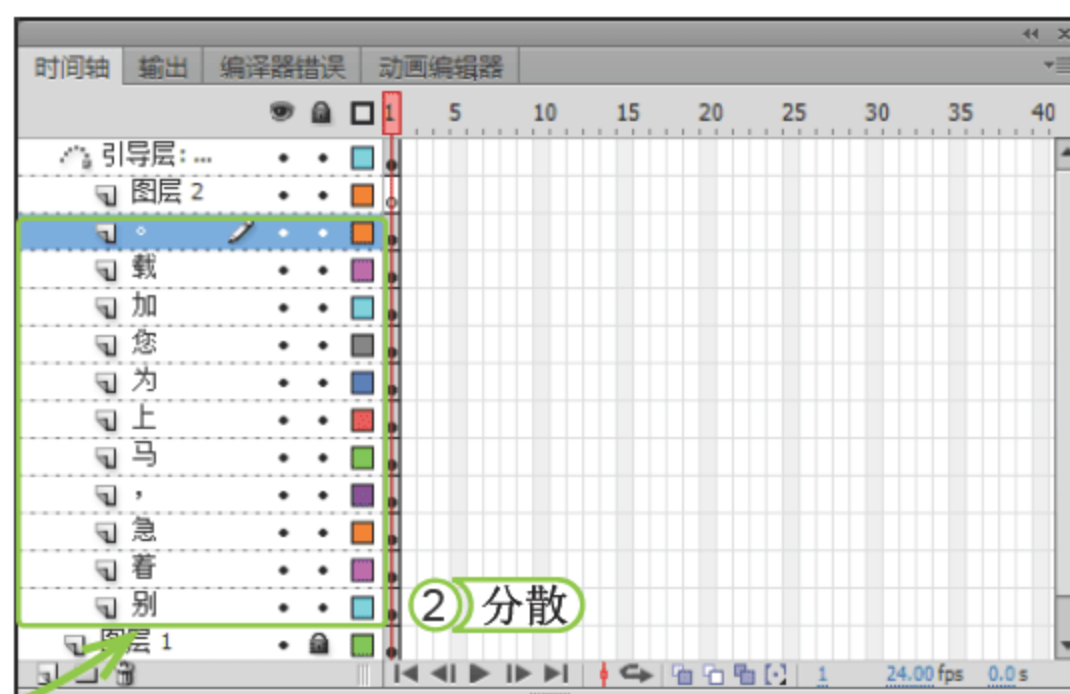 时间轴 输出 编译器错误 动画编辑器
1 5 10 15 20 25 30 35 40
引导层: ...
图层 2
。
载
加
您
为
上
马
，
急
着
别
② 分散
图层 1
1 24.00 fps 0.0 s